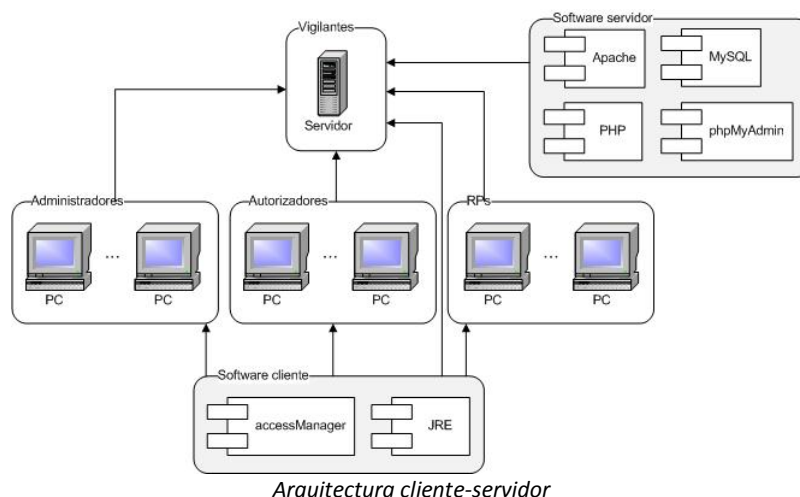 Vigilantes
Servidor
Software servidor
Apache
MySQL
PHP
phpMyAdmin
Administradores
PC
...
PC
Autorizadores
PC
...
PC
RPs
PC
...
PC
Software cliente
accessManager
JRE
Arquitectura cliente-servidor